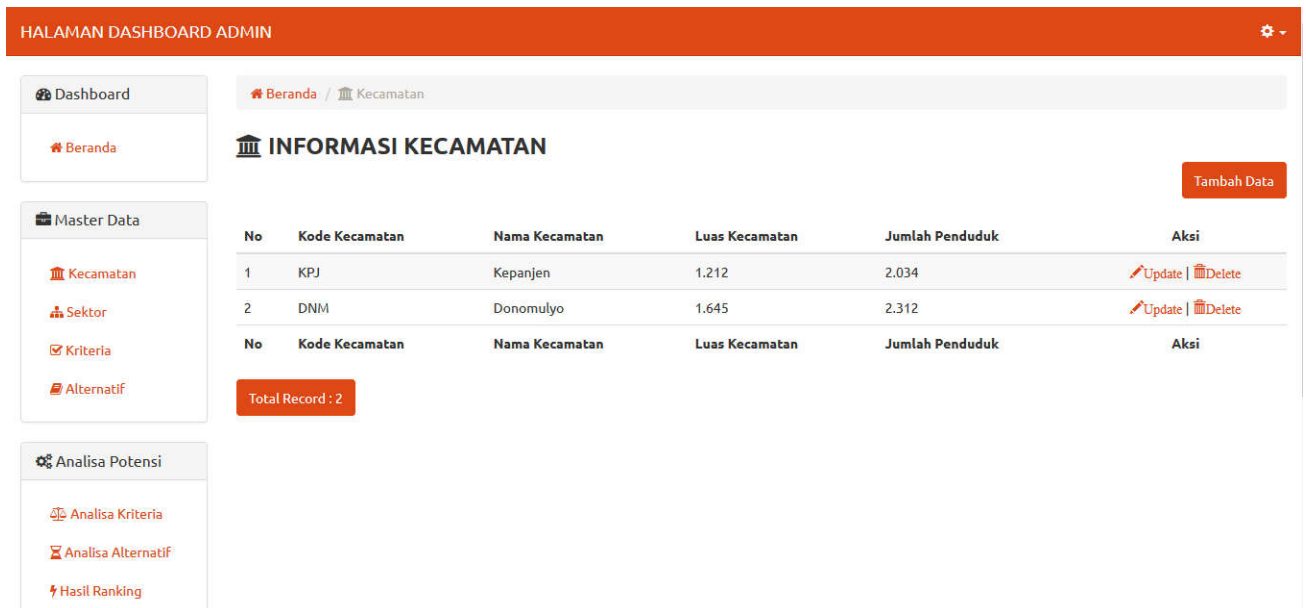 HALAMAN DASHBOARD ADMIN
Dashboard
Beranda
Master Data
Kecamatan
Sektor
Kriteria
Alternatif
Analisa Potensi
Analisa Kriteria
Analisa Alternatif
Hasil Ranking
Beranda / Kecamatan
INFORMASI KECAMATAN
Tambah Data
No Kode Kecamatan Nama Kecamatan Luas Kecamatan Jumlah Penduduk Aksi
1 KPJ Kepanjen 1.212 2.034 Update | Delete
2 DNM Donomulyo 1.645 2.312 Update | Delete
No Kode Kecamatan Nama Kecamatan Luas Kecamatan Jumlah Penduduk Aksi
Total Record : 2